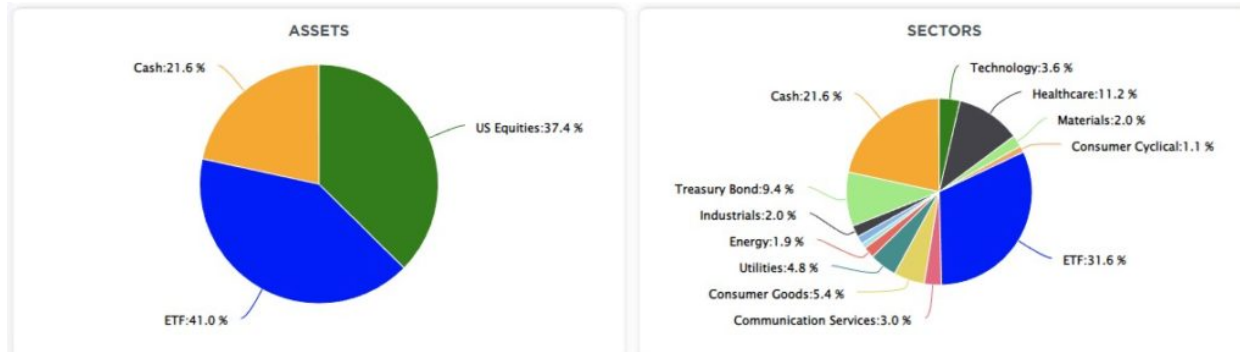 ASSETS
Cash:21.6 %
US Equities:37.4 %
ETF:41.0 %
SECTORS
Technology:3.6 %
Healthcare:11.2 %
Materials:2.0 %
Consumer Cyclical:1.1 %
ETF:31.6 %
Communication Services:3.0 %
Consumer Goods:5.4 %
Utilities:4.8 %
Energy:1.9 %
Industrials:2.0 %
Treasury Bond:9.4 %
Cash:21.6 %